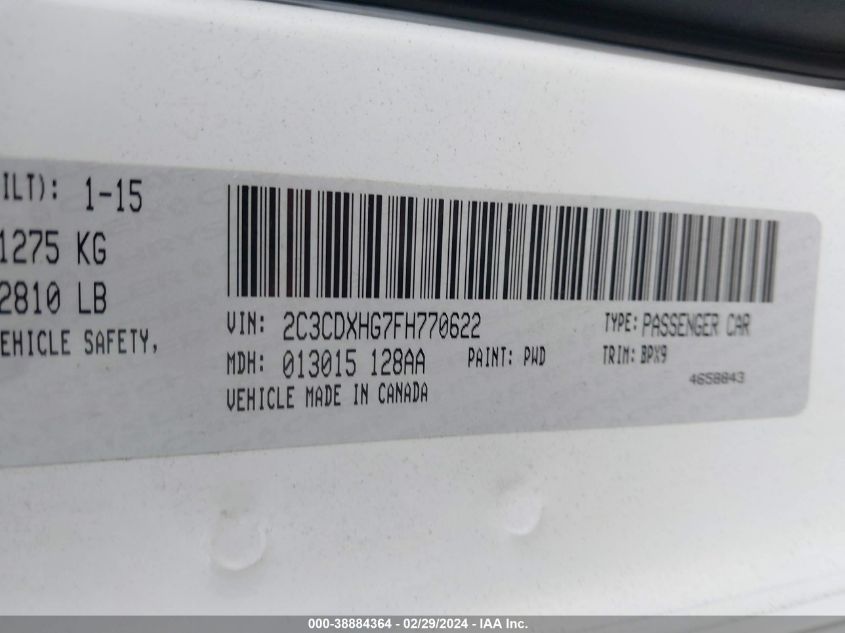 ILT): 1-15
1275 KG
2810 LB
EHICLE SAFETY,
VIN: 2C3CDXHG7FH770622 TYPE: PASSENGER CAR
MDH: 013015 128AA PAINT: PWD TRIM: BPX9
VEHICLE MADE IN CANADA 4658843
000-38884364 - 02/29/2024 - IAA Inc.